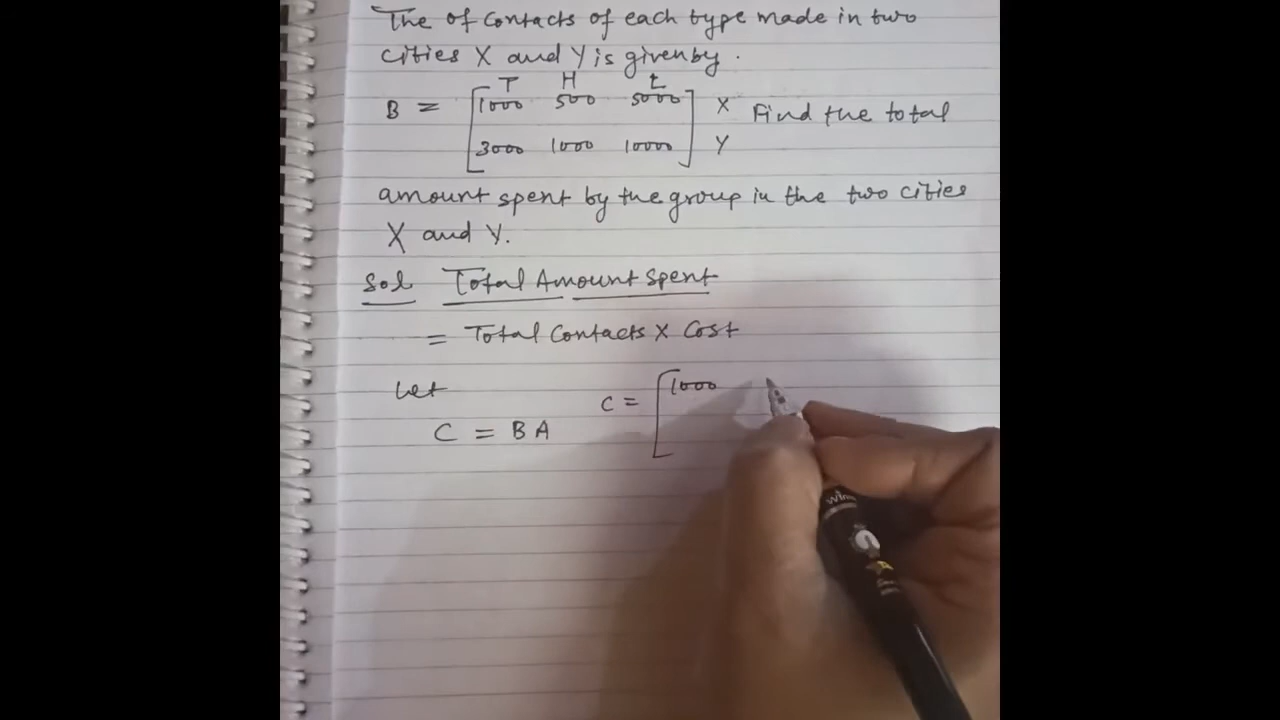 The of contacts of each type made in two
cities X and Y is given by.
T H L
B = [1000 500 5000] X Find the total
3000 1000 10000 Y
amount spent by the group in the two cities
X and Y.
Sol Total Amount Spent
= Total Contacts X Cost
Let C = [1000
C = BA